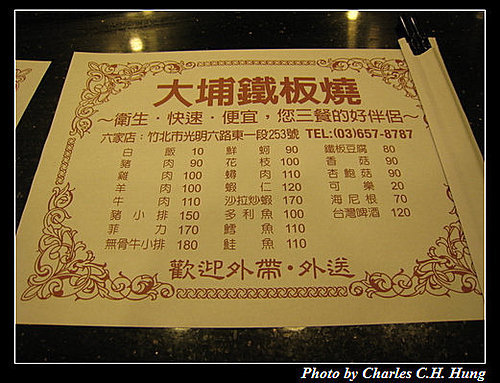 大埔鐵板燒
～衛生．快速．便宜，您三餐的好伴侶～
六家店：竹北市光明六路東一段253號 TEL:(03)657-8787
白飯 10 鮮蚵 90 鐵板豆腐 80
豬肉 90 花枝 100 香菇 90
雞肉 100 蟳肉 110 杏鮑菇 90
羊肉 100 蝦仁 120 可樂 20
牛肉 110 沙拉炒蝦 170 海尼根 70
豬小排 150 多利魚 100 台灣啤酒 120
菲力 170 鱈魚 110
無骨牛小排 180 鮭魚 110
歡迎外帶·外送
Photo by Charles C.H. Hung